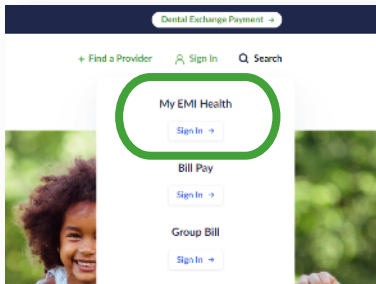 Dental Exchange Payment →
+ Find a Provider Sign In Search
My EMI Health
Sign In →
Bill Pay
Sign In →
Group Bill
Sign In →